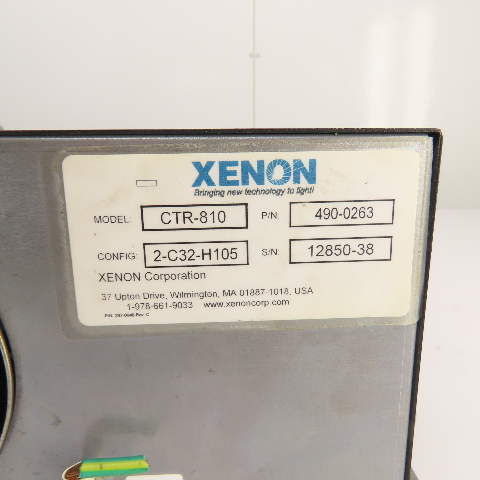 XENON
Bringing new technology to light!
MODEL: CTR-810 P/N: 490-0263
CONFIG: 2-C32-H105 S/N: 12850-38
XENON Corporation
37 Upton Drive, Wilmington, MA 01887-1018, USA
1-978-661-9033 www.xenoncorp.com